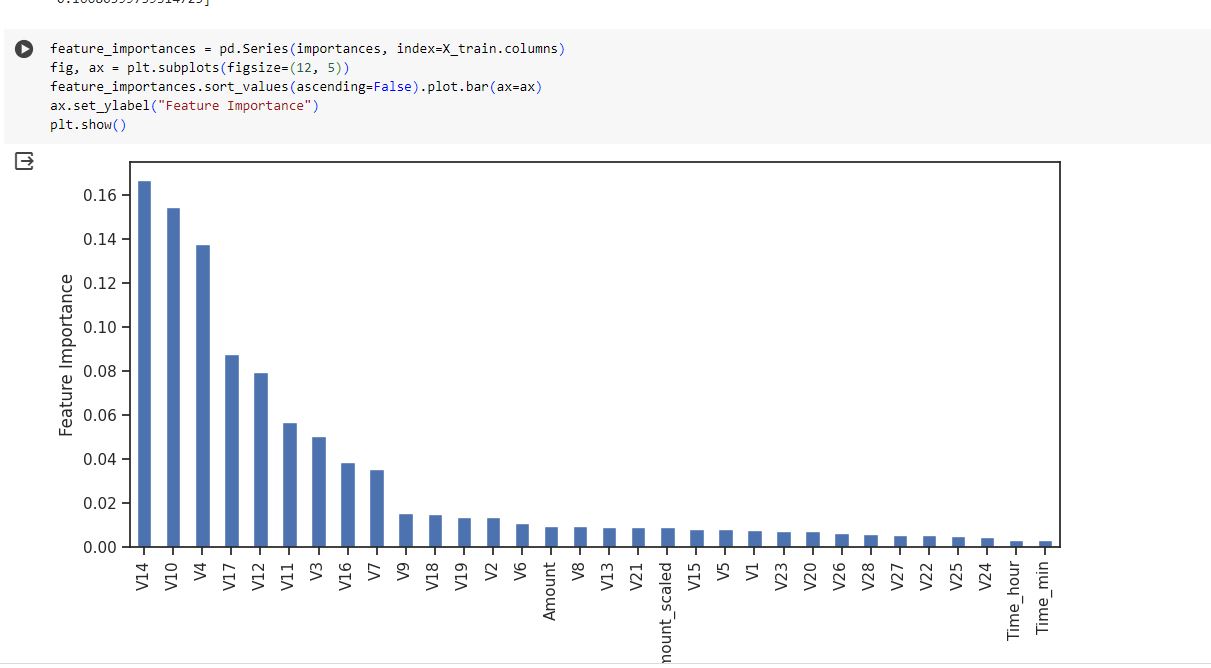 feature_importances = pd.Series(importances, index=X_train.columns)
fig, ax = plt.subplots(figsize=(12, 5))
feature_importances.sort_values(ascending=False).plot.bar(ax=ax)
ax.set_ylabel("Feature Importance")
plt.show()
0.16
0.14
0.12
0.10
0.08
0.06
0.04
0.02
0.00
Feature Importance
V14
V10
V4
V17
V12
V11
V3
V16
V7
V9
V18
V19
V2
V6
Amount
V8
V13
V21
mount_scaled
V15
V5
V1
V23
V20
V26
V28
V27
V22
V25
V24
Time_hour
Time_min